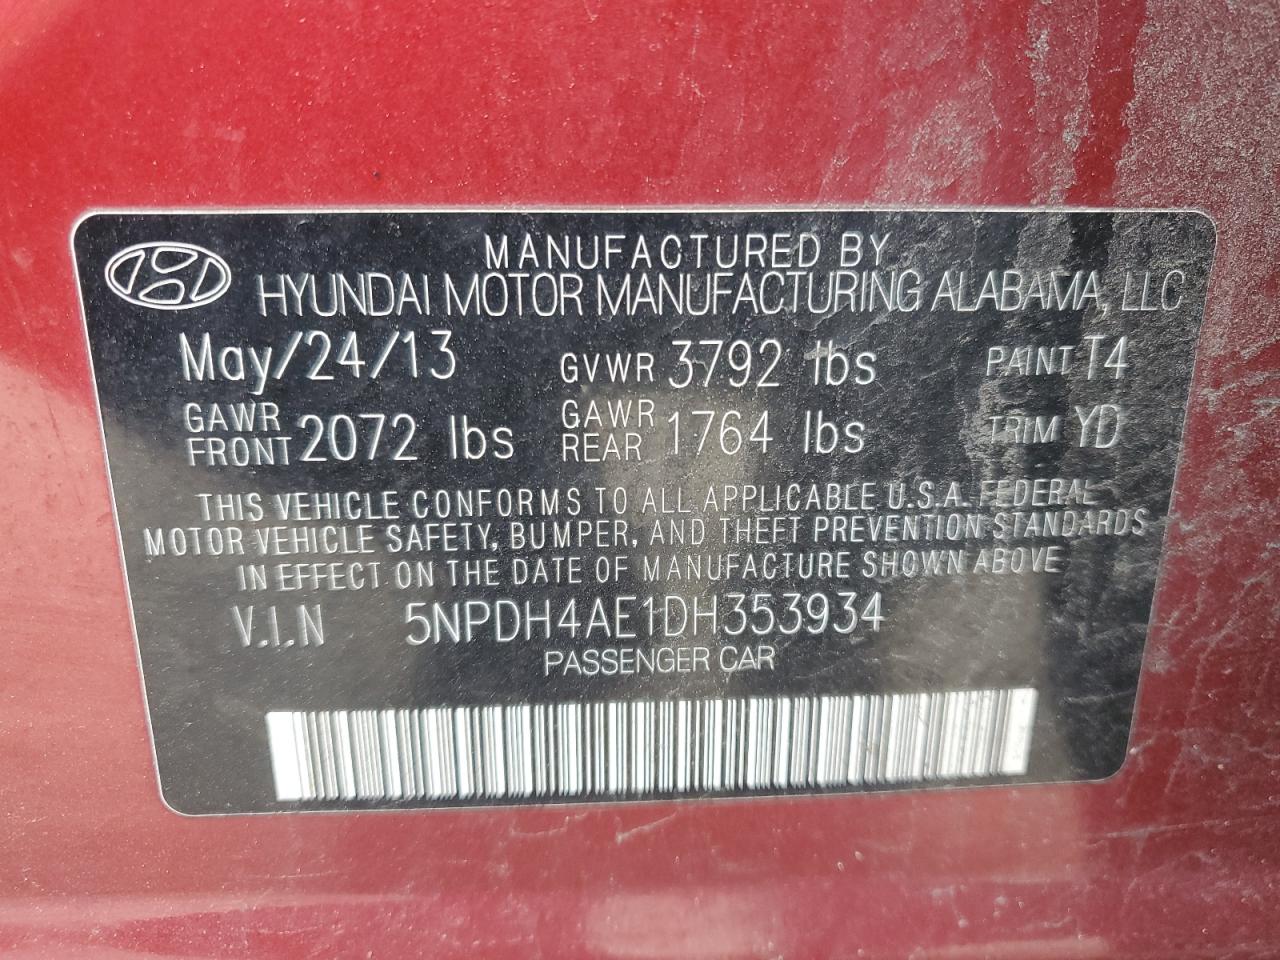 MANUFACTURED BY
HYUNDAI MOTOR MANUFACTURING ALABAMA, LLC
May/24/13 GVWR 3792 lbs PAINT T4
GAWR FRONT 2072 lbs GAWR REAR 1764 lbs TRIM YD
THIS VEHICLE CONFORMS TO ALL APPLICABLE U.S.A. FEDERAL
MOTOR VEHICLE SAFETY, BUMPER, AND THEFT PREVENTION STANDARDS
IN EFFECT ON THE DATE OF MANUFACTURE SHOWN ABOVE
V.I.N 5NPDH4AE1DH353934
PASSENGER CAR